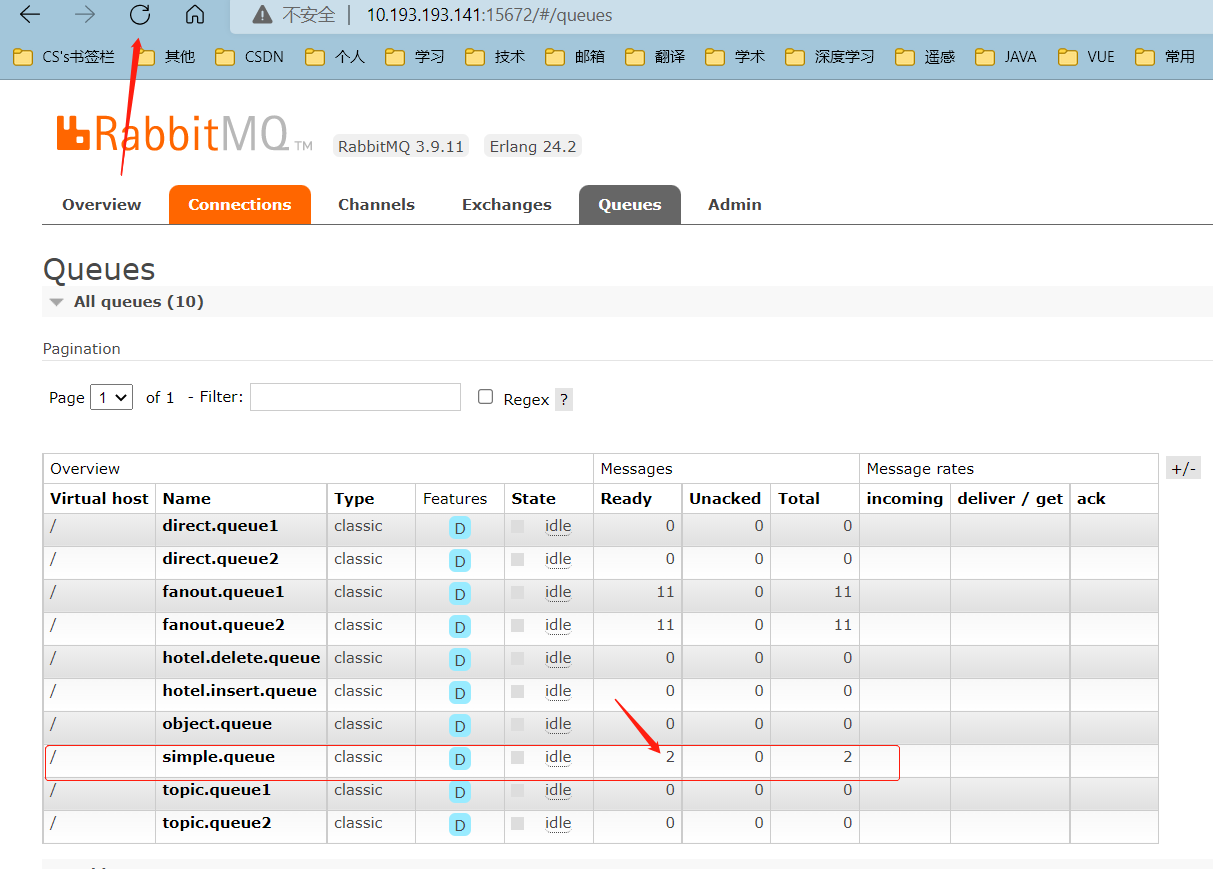 不安全 | 10.193.193.141:15672/#/queues
CS's书签栏 其他 CSDN 个人 学习 技术 邮箱 翻译 学术 深度学习 遥感 JAVA VUE 常用
RabbitMQ TM RabbitMQ 3.9.11 Erlang 24.2
Overview Connections Channels Exchanges Queues Admin
Queues
All queues (10)
Pagination
Page 1 of 1 - Filter: Regex ?
Overview Messages Message rates +/-
Virtual host Name Type Features State Ready Unacked Total incoming deliver / get ack
/ direct.queue1 classic D idle 0 0 0
/ direct.queue2 classic D idle 0 0 0
/ fanout.queue1 classic D idle 11 0 11
/ fanout.queue2 classic D idle 11 0 11
/ hotel.delete.queue classic D idle 0 0 0
/ hotel.insert.queue classic D idle 0 0 0
/ object.queue classic D idle 0 0 0
/ simple.queue classic D idle 2 0 2
/ topic.queue1 classic D idle 0 0 0
/ topic.queue2 classic D idle 0 0 0